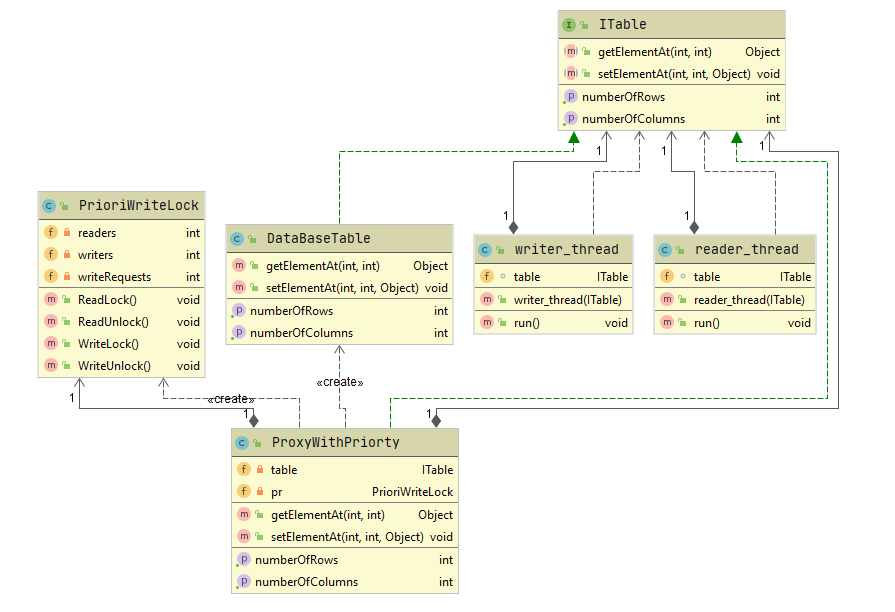 ITable
getElementAt(int, int) Object
setElementAt(int, int, Object) void
numberOfRows int
numberOfColumns int
1
1
1
1
1
PrioriWriteLock
readers int
writers int
writeRequests int
ReadLock() void
ReadUnlock() void
WriteLock() void
WriteUnlock() void
DataBaseTable
getElementAt(int, int) Object
setElementAt(int, int, Object) void
numberOfRows int
numberOfColumns int
writer_thread
table ITable
writer_thread(ITable)
run() void
reader_thread
table ITable
reader_thread(ITable)
run() void
«create»
1
«create»
1
1
ProxyWithPriorty
table ITable
pr PrioriWriteLock
getElementAt(int, int) Object
setElementAt(int, int, Object) void
numberOfRows int
numberOfColumns int